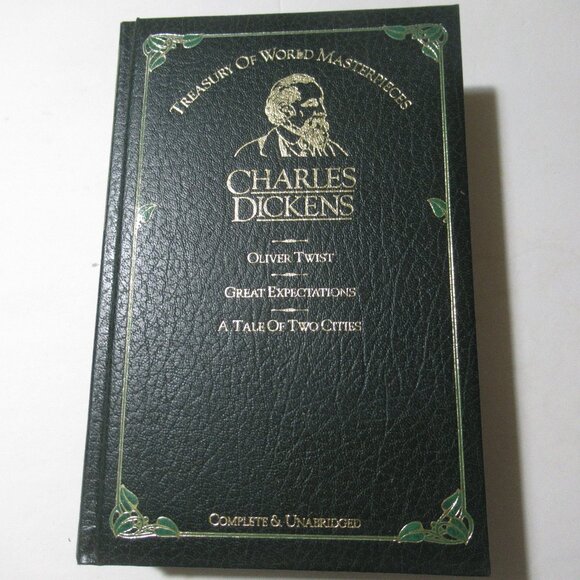 Treasury Of World Masterpieces
Charles
Dickens
Oliver Twist
Great Expectations
A Tale Of Two Cities
Complete & Unabridged